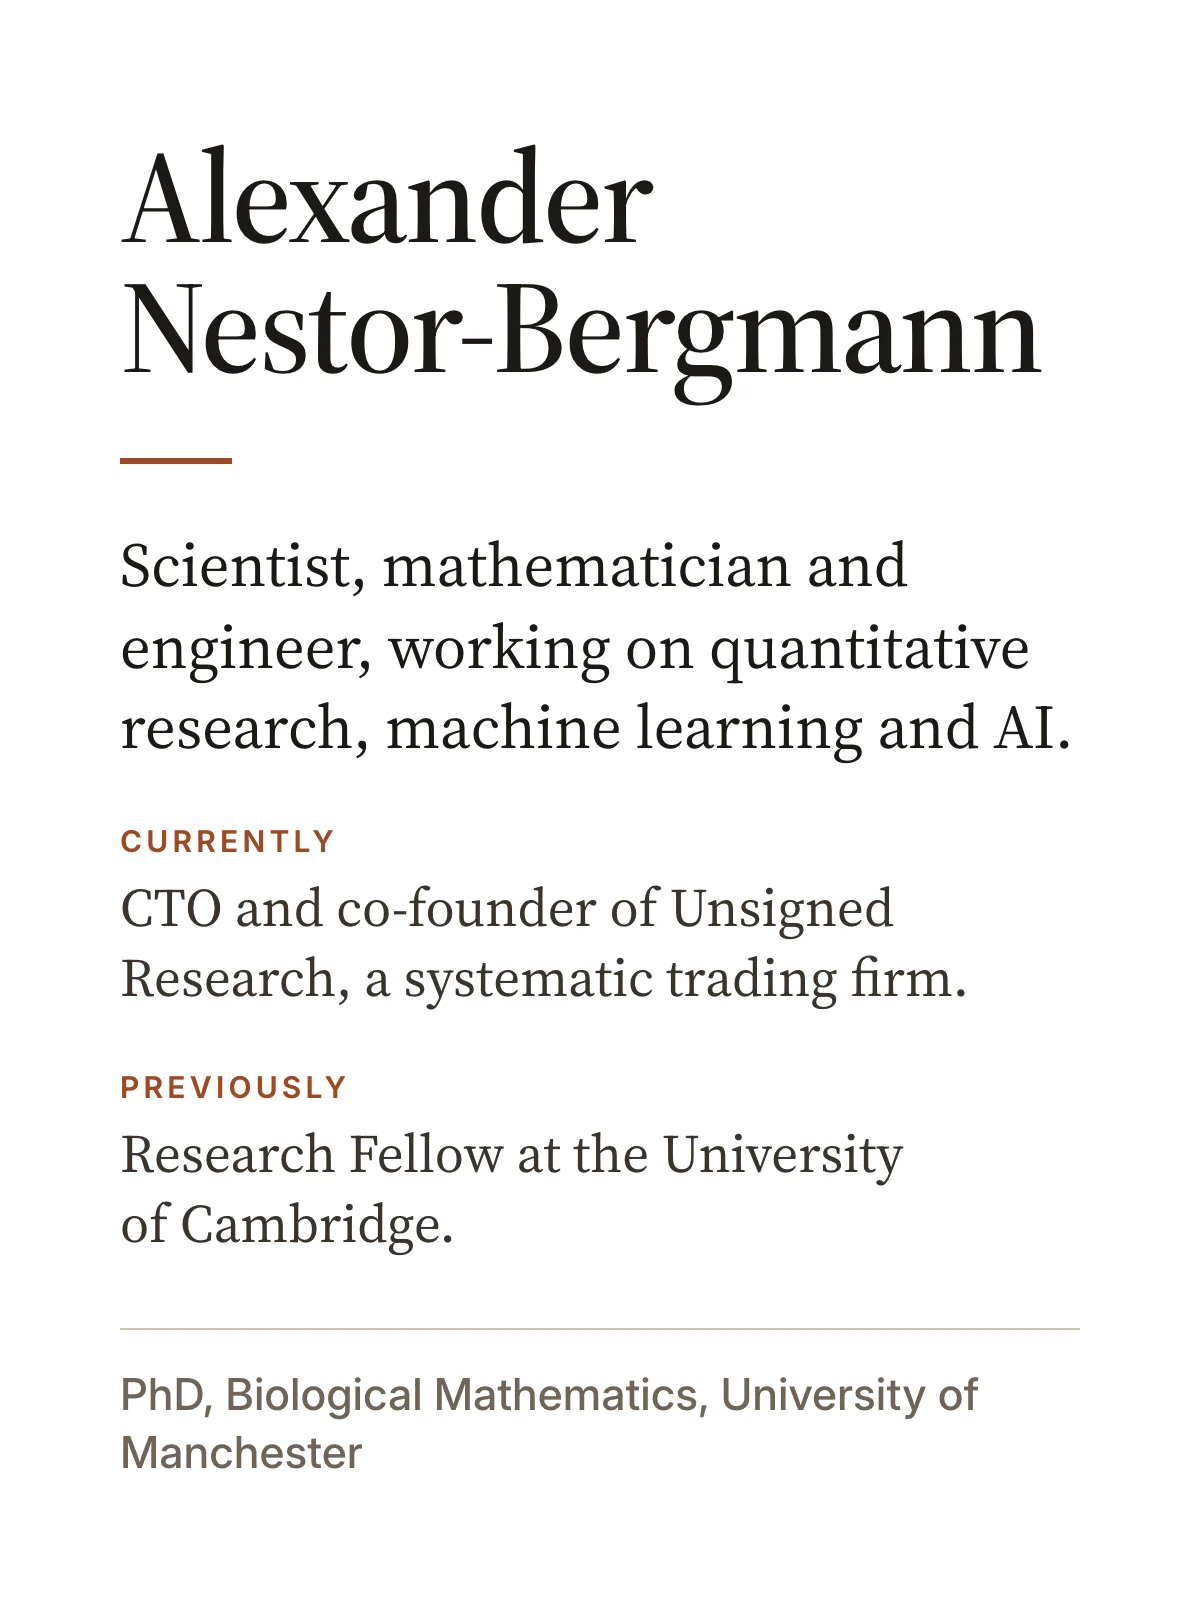 Alexander
Nestor-Bergmann
Scientist, mathematician and
engineer, working on quantitative
research, machine learning and AI.
CURRENTLY
CTO and co-founder of Unsigned
Research, a systematic trading firm.
PREVIOUSLY
Research Fellow at the University
of Cambridge.
PhD, Biological Mathematics, University of
Manchester